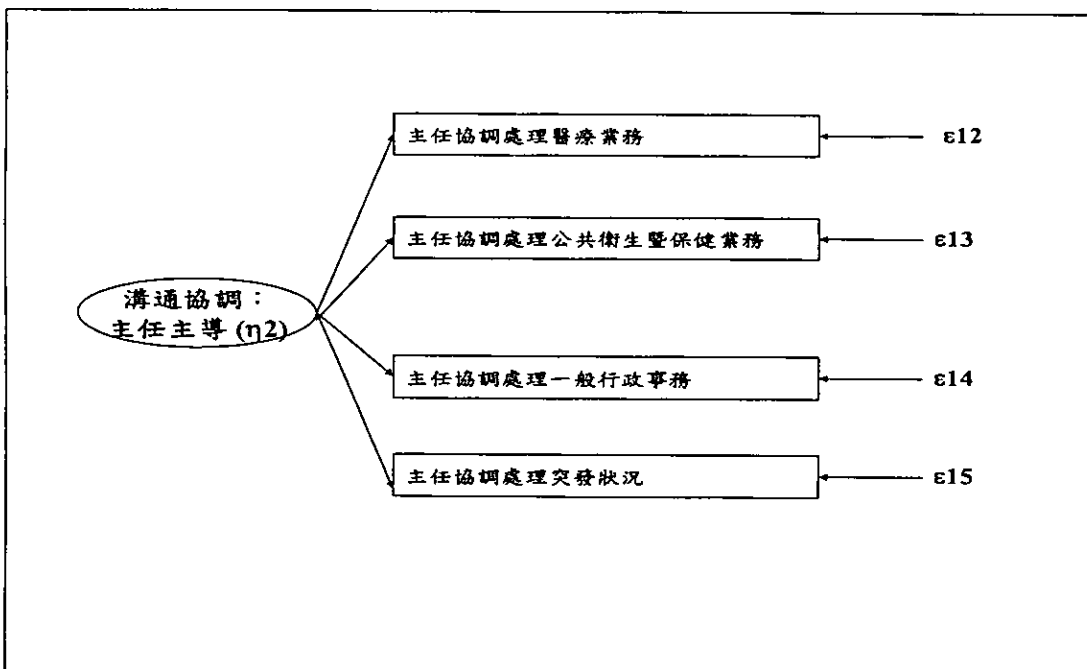 主任協調處理醫療業務
ε12
主任協調處理公共衛生暨保健業務
ε13
溝通協調：
主任主導 (η2)
主任協調處理一般行政事務
ε14
主任協調處理突發狀況
ε15